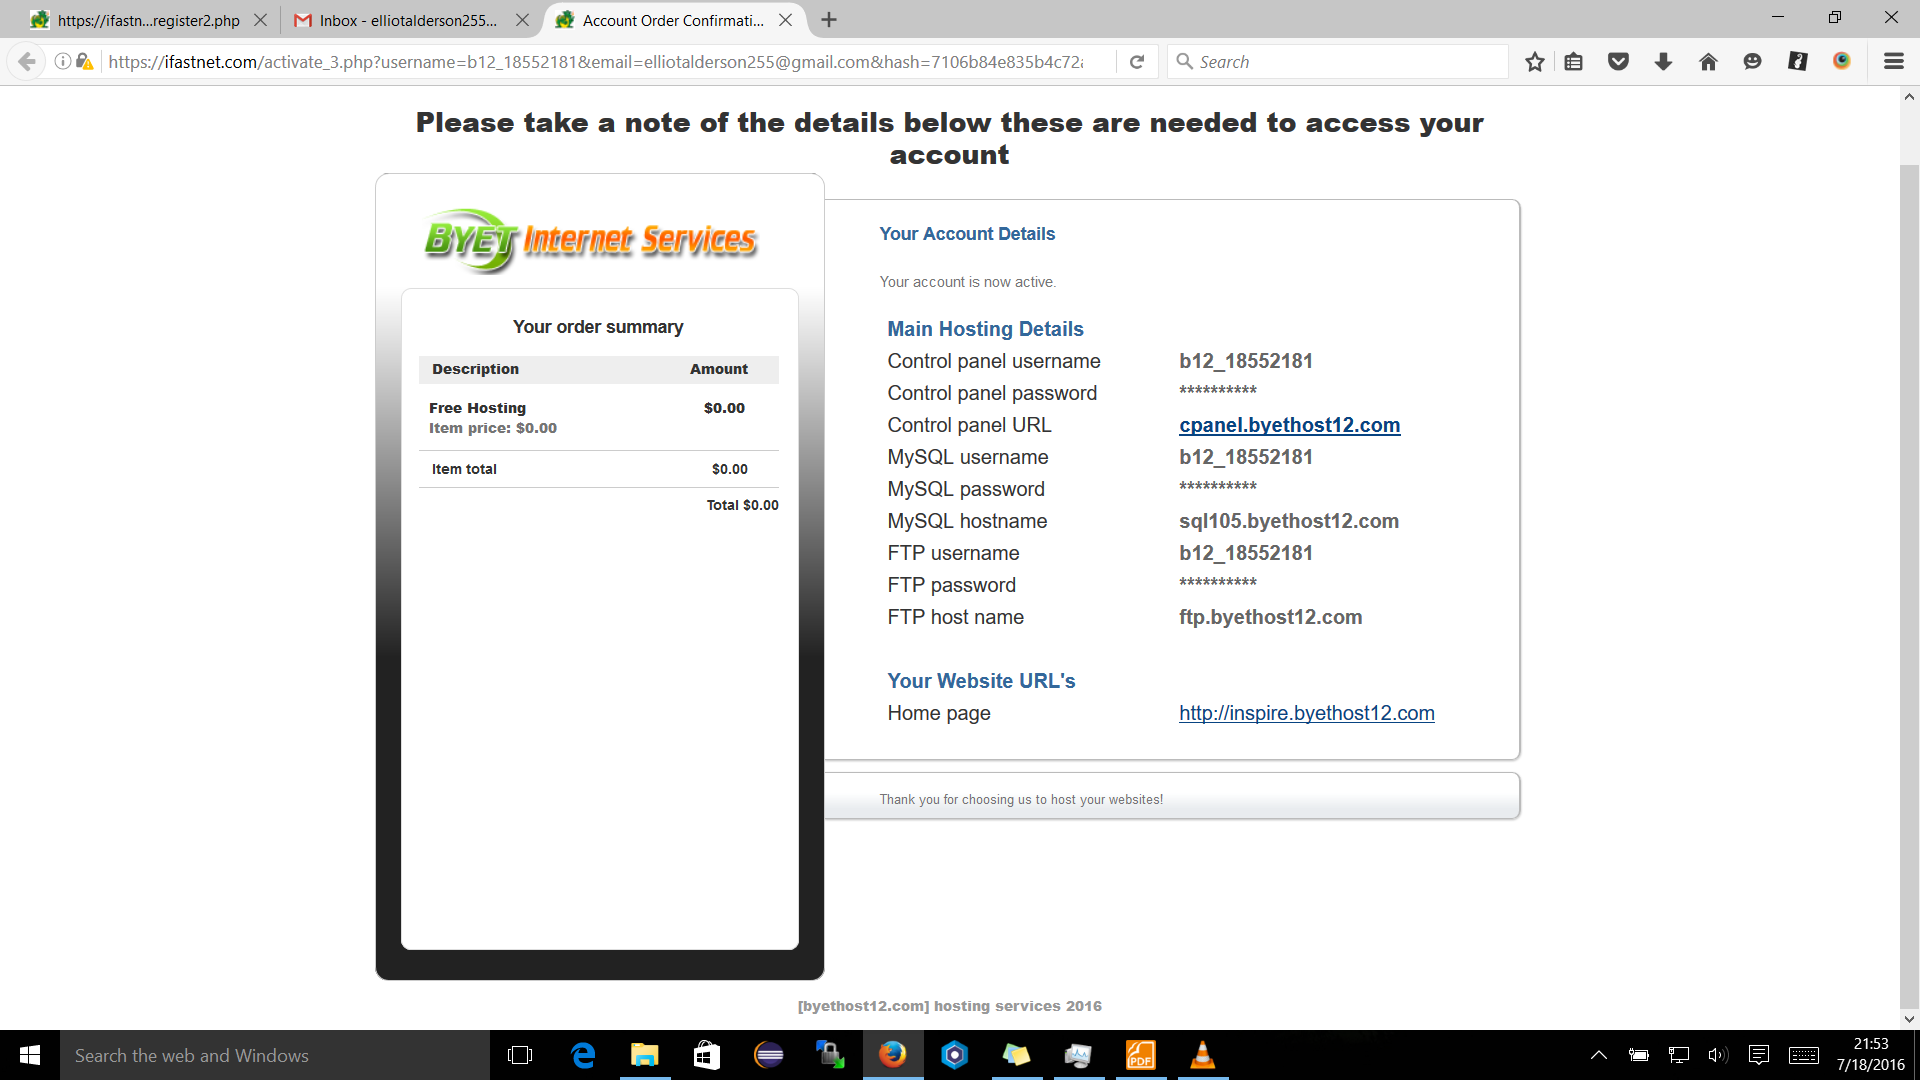 https://ifastn...register2.php
Inbox - elliotalderson255...
Account Order Confirmati...
https://ifastnet.com/activate_3.php?username=b12_18552181&email=elliotalderson255@gmail.com&hash=7106b84e835b4c72a
Search
Please take a note of the details below these are needed to access your
account
BYET Internet Services
Your order summary
Description Amount
Free Hosting $0.00
Item price: $0.00
Item total $0.00
Total $0.00
Your Account Details
Your account is now active.
Main Hosting Details
Control panel username b12_18552181
Control panel password **********
Control panel URL cpanel.byethost12.com
MySQL username b12_18552181
MySQL password **********
MySQL hostname sql105.byethost12.com
FTP username b12_18552181
FTP password **********
FTP host name ftp.byethost12.com
Your Website URL's
Home page http://inspire.byethost12.com
Thank you for choosing us to host your websites!
[byethost12.com] hosting services 2016
Search the web and Windows
PDF
21:53
7/18/2016